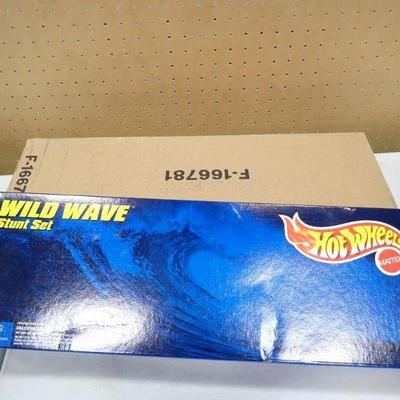 F-166781
F-1667
WILD WAVE
Stunt Set
Hot Wheels
MATTEL